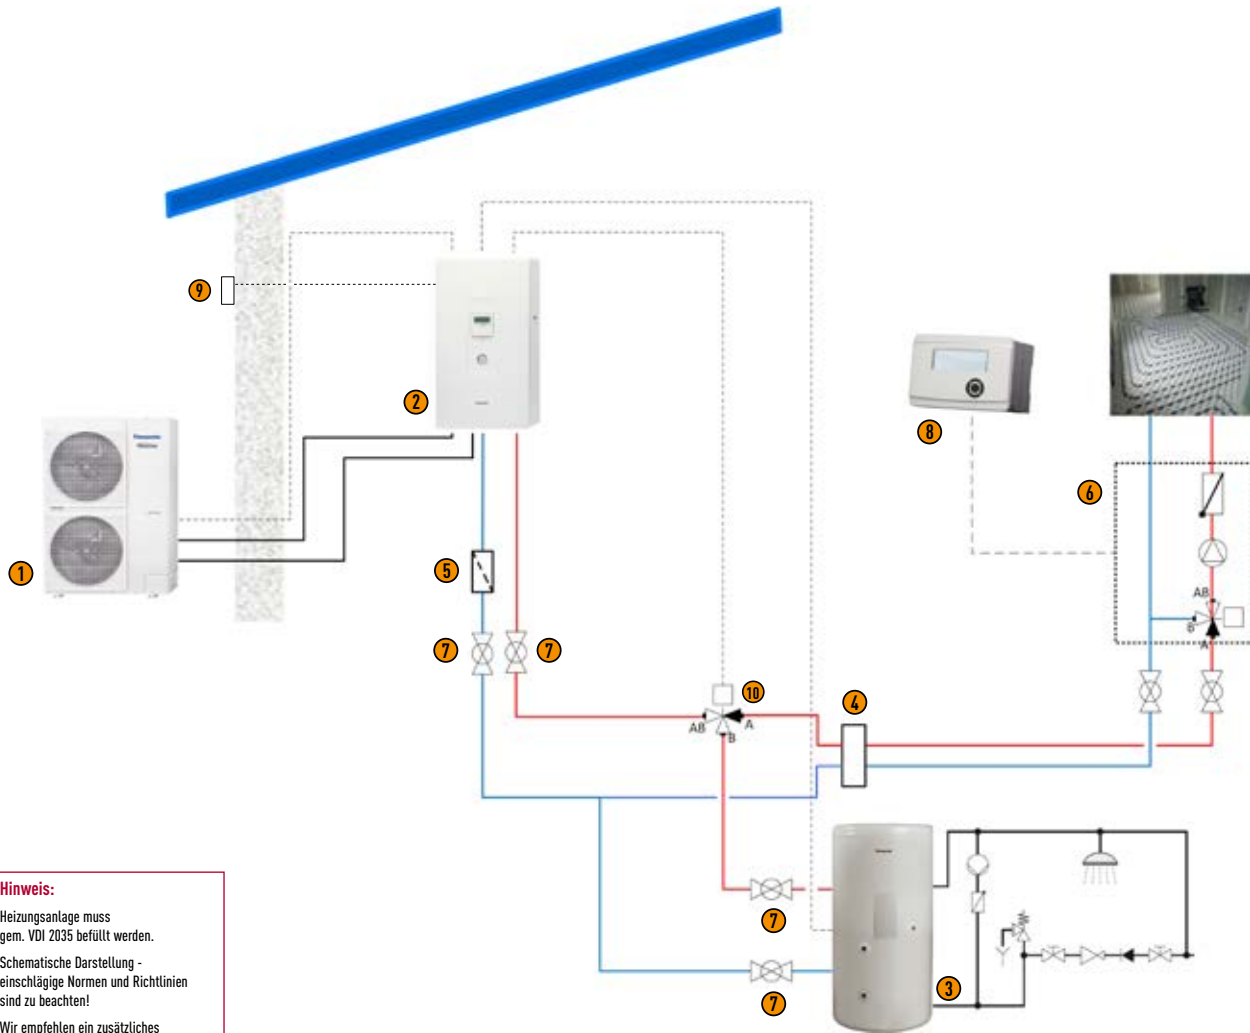 9
2
8
6
Panasonic
1
5
7
7
AB
B
A
10
AB
A
B
4
7
7
3
Hinweis:
Heizungsanlage muss
gem. VDI 2035 befüllt werden.
Schematische Darstellung -
einschlägige Normen und Richtlinien
sind zu beachten!
Wir empfehlen ein zusätzliches